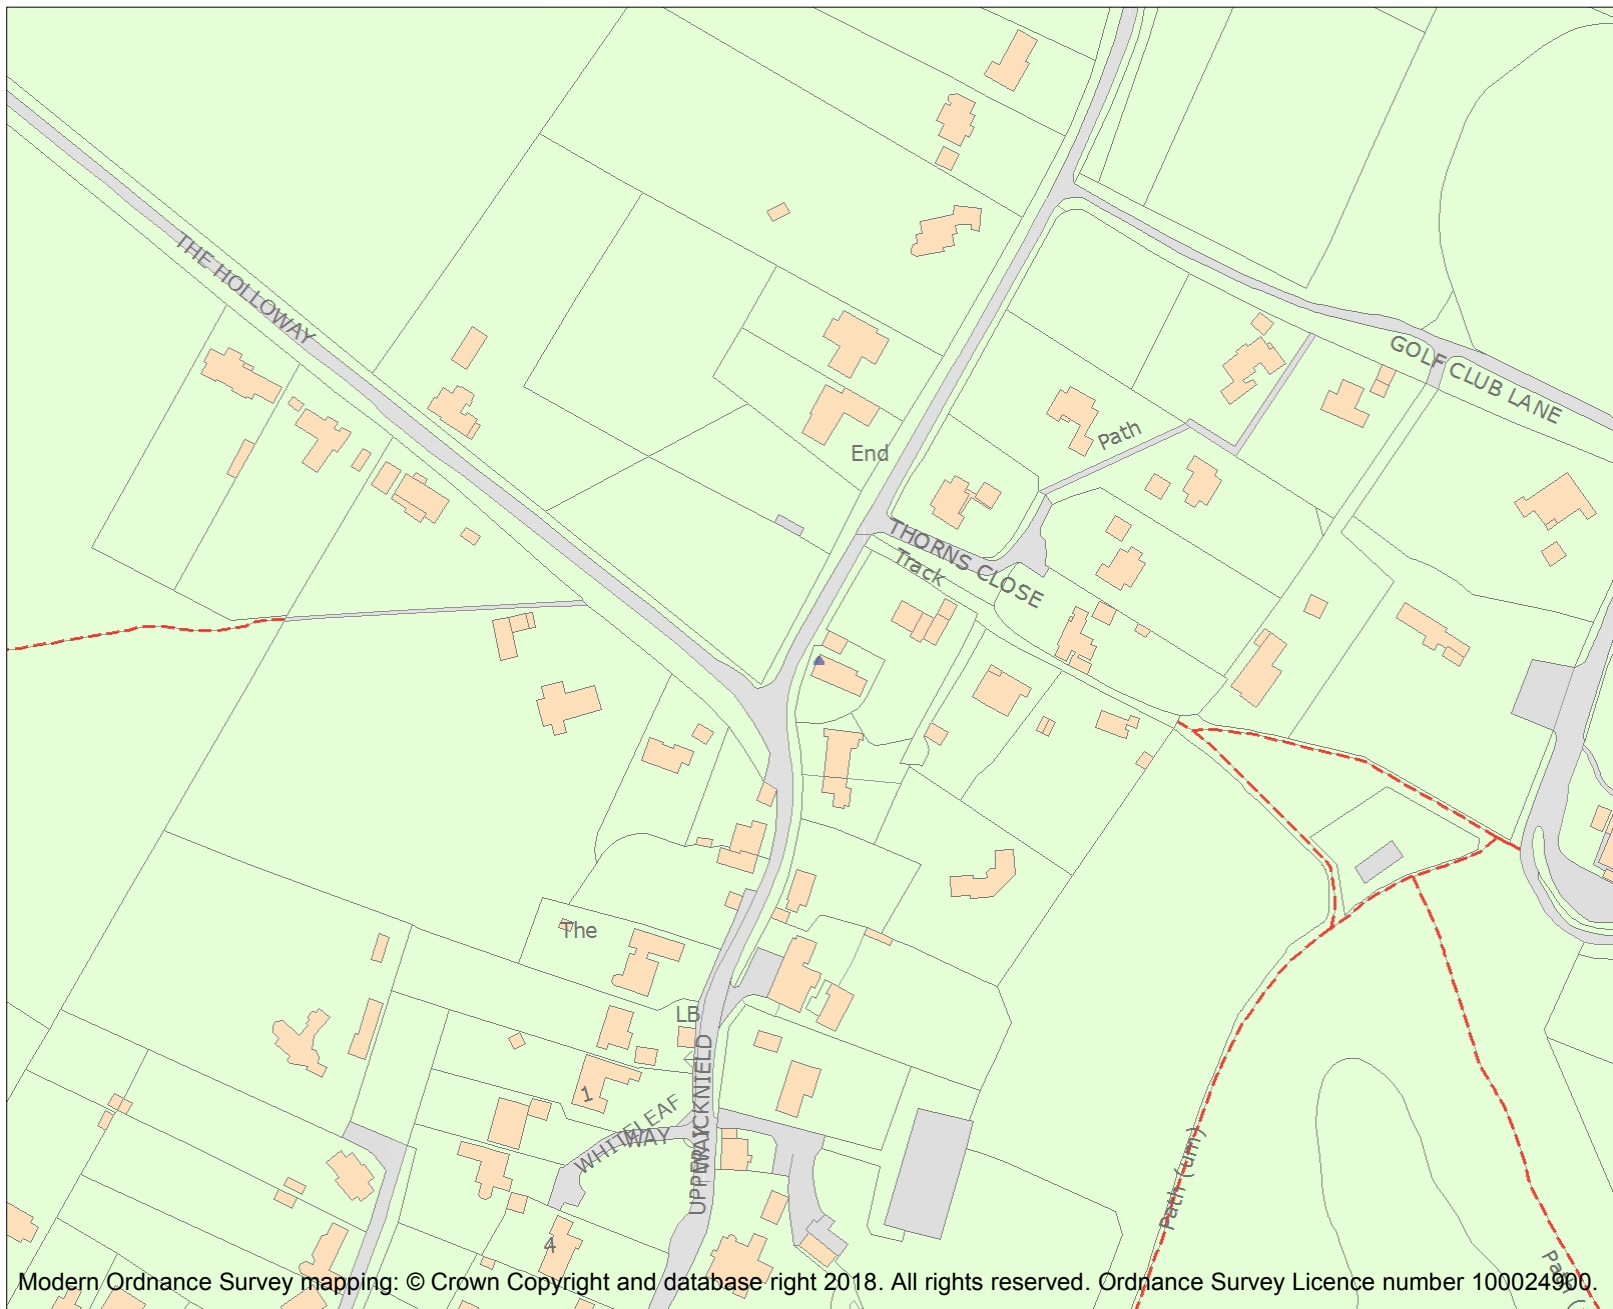 THE HOLLOWAY
GOLF CLUB LANE
Path
End
THORNS CLOSE
Track
The
LB
1
WHITELEAF
WAY
UPPER ICKNIELD
WAY
Path (um)
4
Path (
Modern Ordnance Survey mapping: © Crown Copyright and database right 2018. All rights reserved. Ordnance Survey Licence number 100024900.